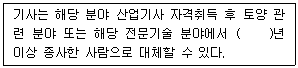 기사는 해당 분야 산업기사 자격취득 후 토양 관
련 분야 또는 해당 전문기술 분야에서 (    )년
이상 종사한 사람으로 대체할 수 있다.